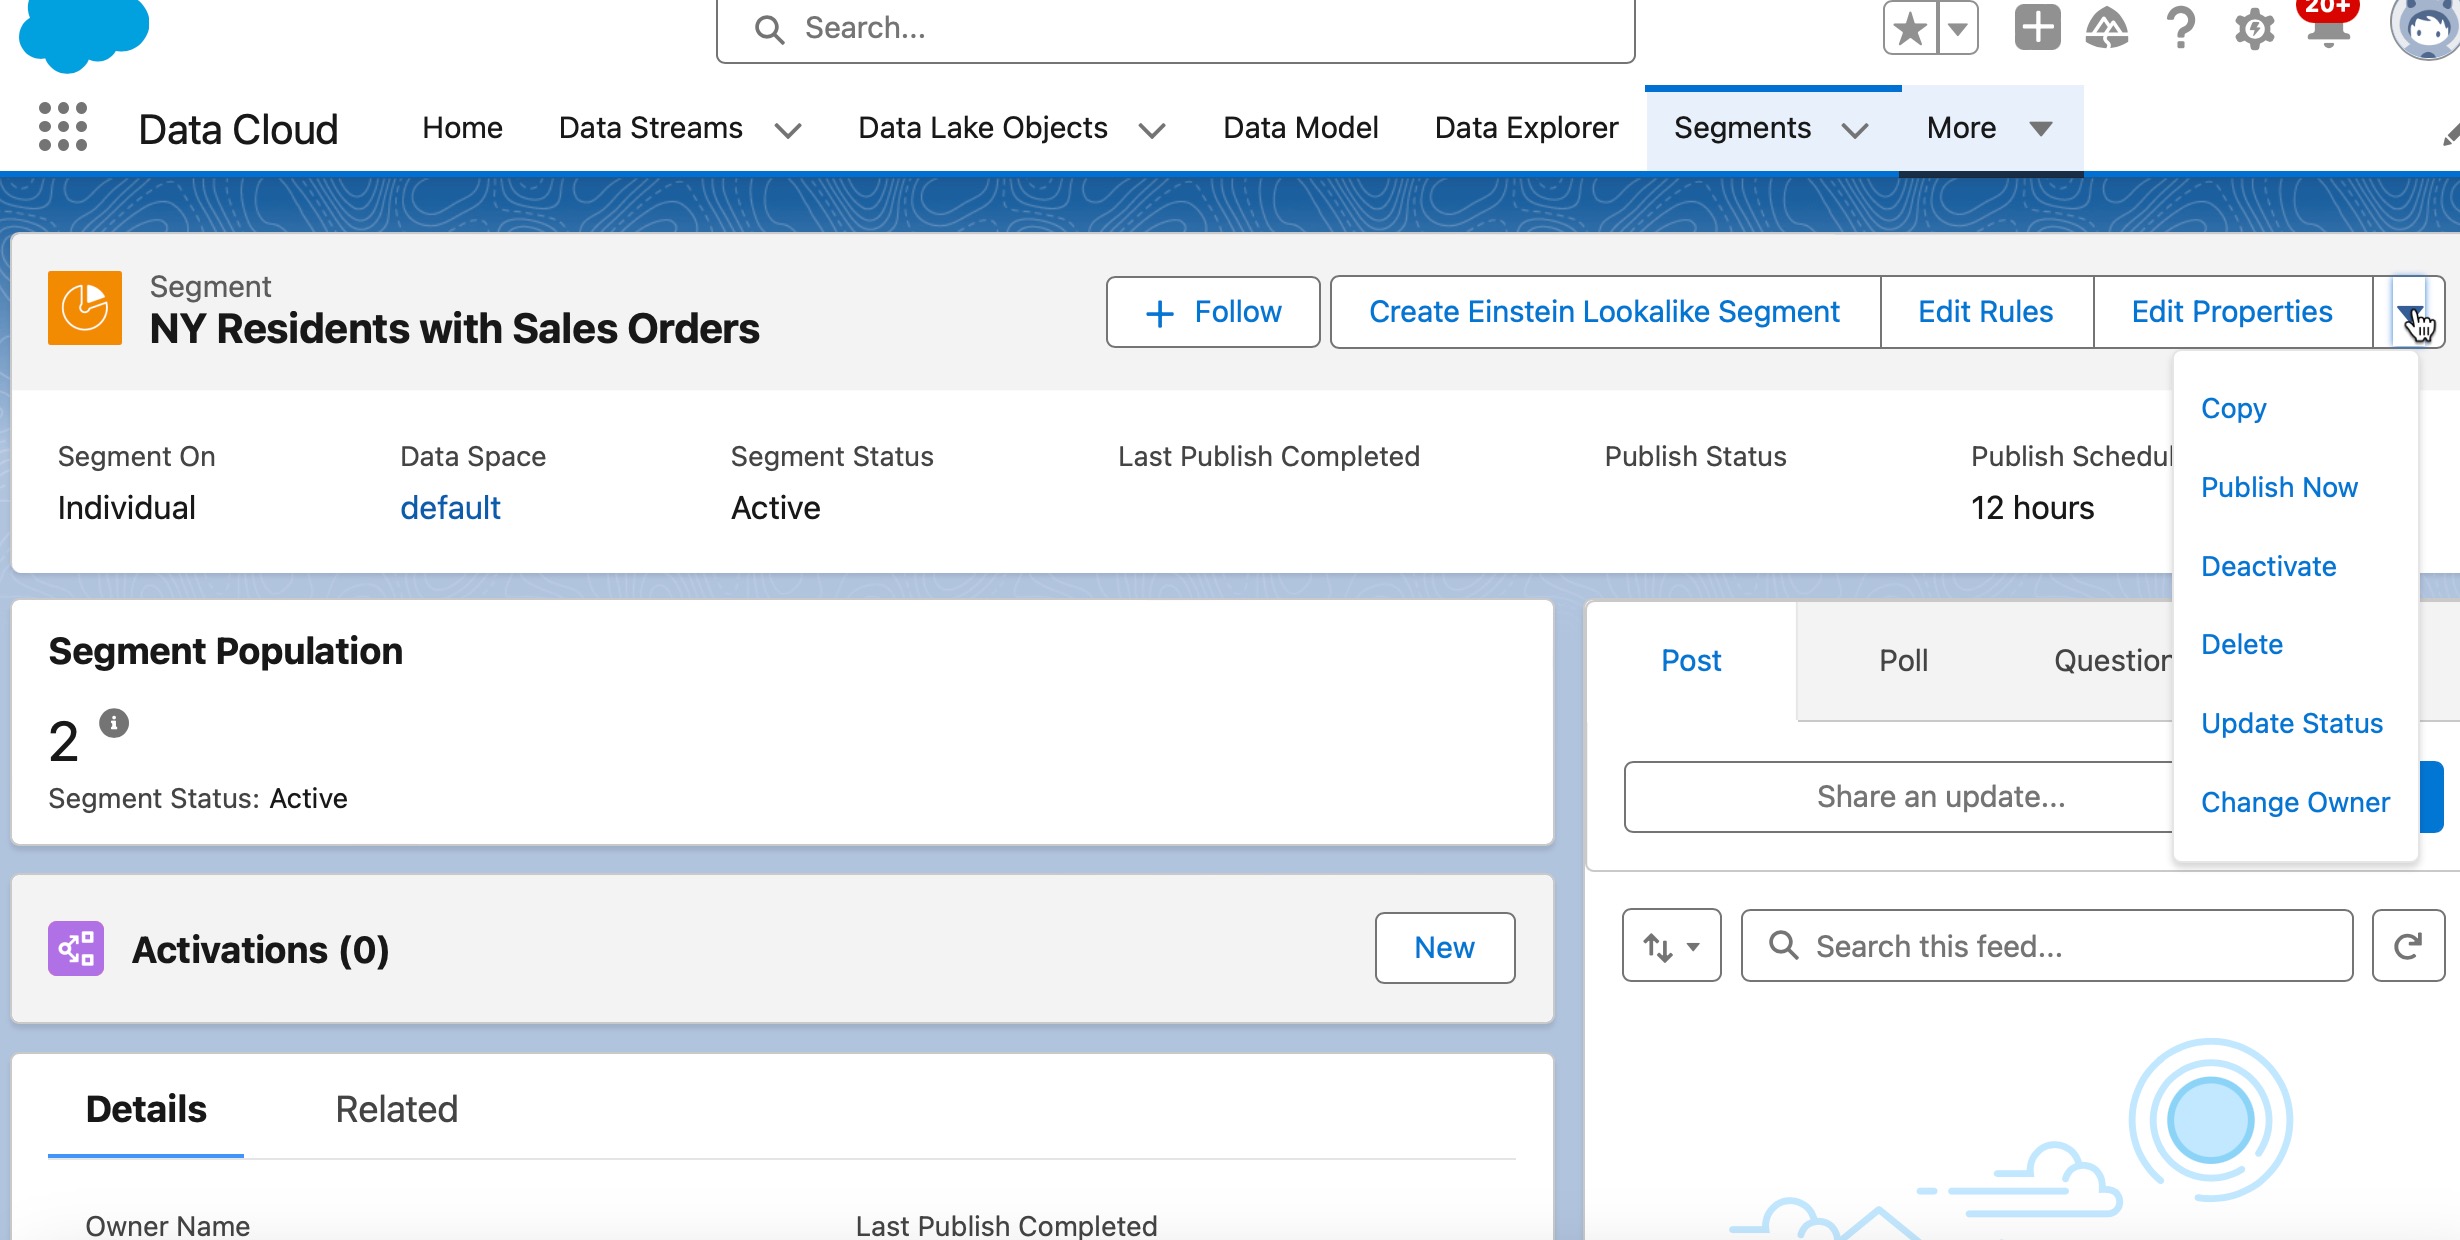 Search...
20+
Data Cloud
Home
Data Streams
Data Lake Objects
Data Model
Data Explorer
Segments
More
Segment
NY Residents with Sales Orders
Follow
Create Einstein Lookalike Segment
Edit Rules
Edit Properties
Copy
Publish Now
Deactivate
Delete
Update Status
Change Owner
Segment On
Individual
Data Space
default
Segment Status
Active
Last Publish Completed
Publish Status
Publish Schedul
12 hours
Segment Population
2
Segment Status: Active
Activations (0)
New
Details
Related
Owner Name
Last Publish Completed
Post
Poll
Question
Share an update...
Search this feed...